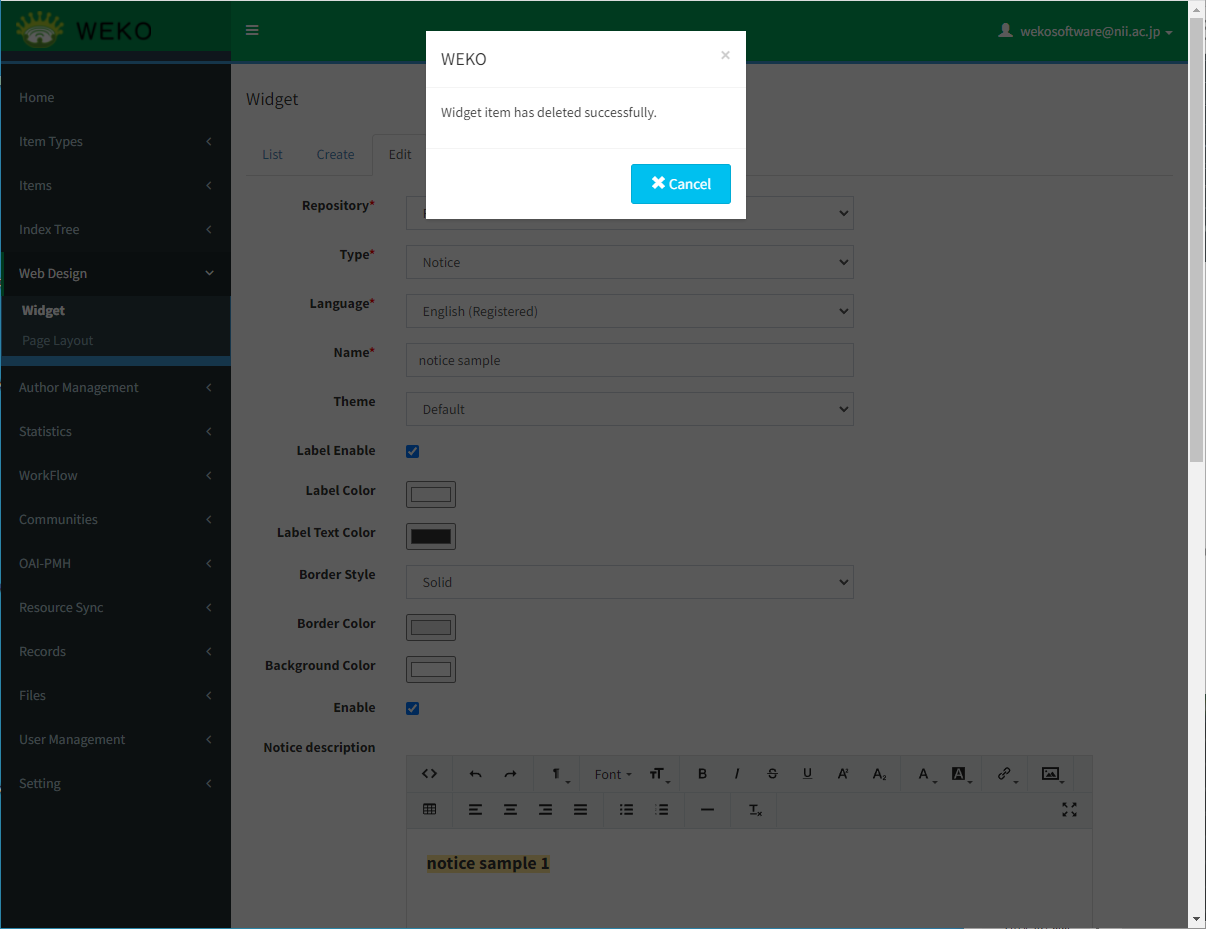 WEKO
wekosoftware@nii.ac.jp
WEKO
×
Widget item has deleted successfully.
Cancel
Home
Item Types
Items
Index Tree
Web Design
Widget
Page Layout
Author Management
Statistics
WorkFlow
Communities
OAI-PMH
Resource Sync
Records
Files
User Management
Setting
Widget
List Create Edit
Repository*
Type* Notice
Language* English (Registered)
Name* notice sample
Theme Default
Label Enable
Label Color
Label Text Color
Border Style Solid
Border Color
Background Color
Enable
Notice description
Font
notice sample 1